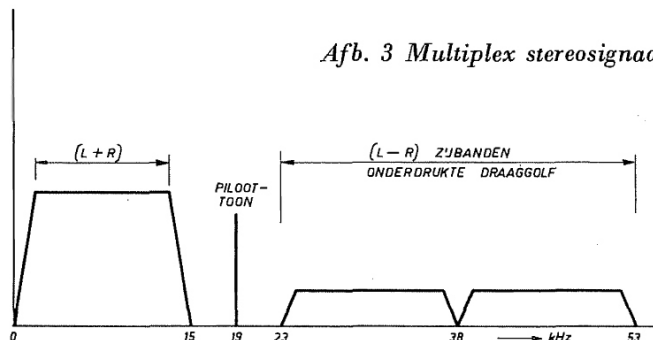 Afb. 3 Multiplex stereosignaa
(L + R)
(L – R) ZIJBANDEN
ONDERDRUKTE DRAAGGOLF
PILOOT-
TOON
0 15 19 23 38 kHz 53